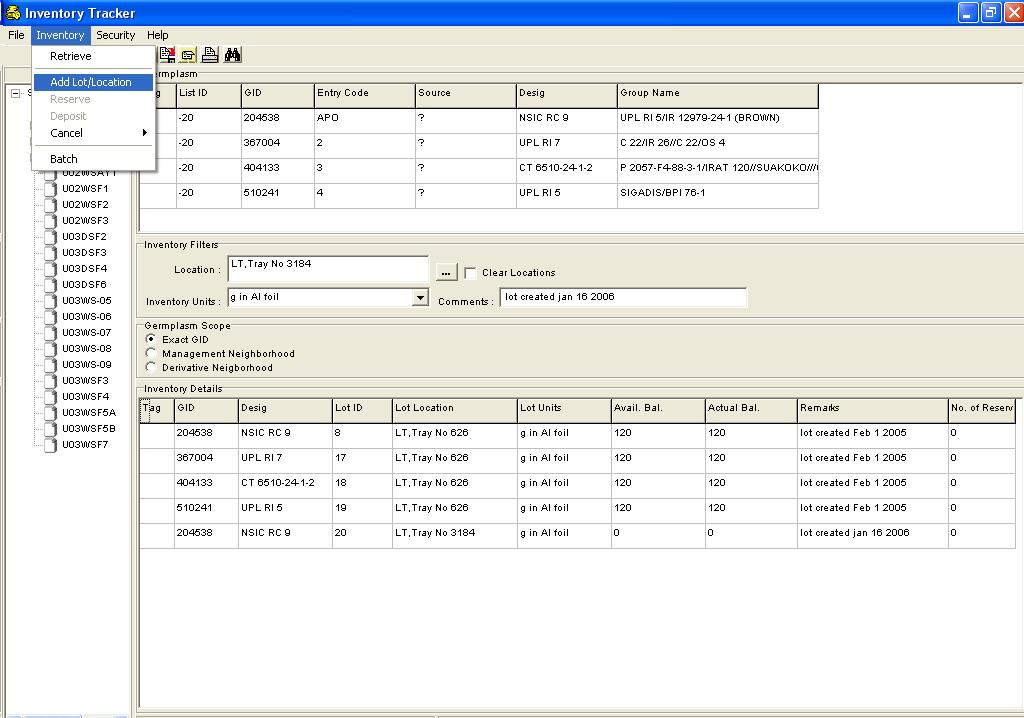 Inventory Tracker
File Inventory Security Help
Retrieve
Add Lot/Location
Reserve
Deposit
Cancel
Batch
U02WSAY1
U02WSF1
U02WSF2
U02WSF3
U03DSF2
U03DSF3
U03DSF4
U03DSF6
U03WS-05
U03WS-06
U03WS-07
U03WS-08
U03WS-09
U03WSF3
U03WSF4
U03WSF5A
U03WSF5B
U03WSF7
List ID GID Entry Code Source Desig Group Name
-20 204538 APO ? NSIC RC 9 UPL RI 5/IR 12979-24-1 (BROWN)
-20 367004 2 ? UPL RI 7 C 22/IR 26//C 22/OS 4
-20 404133 3 ? CT 6510-24-1-2 P 2057-F4-88-3-1/IRAT 120//SUAKOKO///
-20 510241 4 ? UPL RI 5 SIGADIS/BPI 76-1
Inventory Filters
Location : LT,Tray No 3184 ... Clear Locations
Inventory Units : g in Al foil Comments : lot created jan 16 2006
Germplasm Scope
Exact GID
Management Neighborhood
Derivative Neigborhood
Inventory Details
Tag GID Desig Lot ID Lot Location Lot Units Avail. Bal. Actual Bal. Remarks No. of Reserv
204538 NSIC RC 9 8 LT,Tray No 626 g in Al foil 120 120 lot created Feb 1 2005 0
367004 UPL RI 7 17 LT,Tray No 626 g in Al foil 120 120 lot created Feb 1 2005 0
404133 CT 6510-24-1-2 18 LT,Tray No 626 g in Al foil 120 120 lot created Feb 1 2005 0
510241 UPL RI 5 19 LT,Tray No 626 g in Al foil 120 120 lot created Feb 1 2005 0
204538 NSIC RC 9 20 LT,Tray No 3184 g in Al foil 0 0 lot created jan 16 2006 0